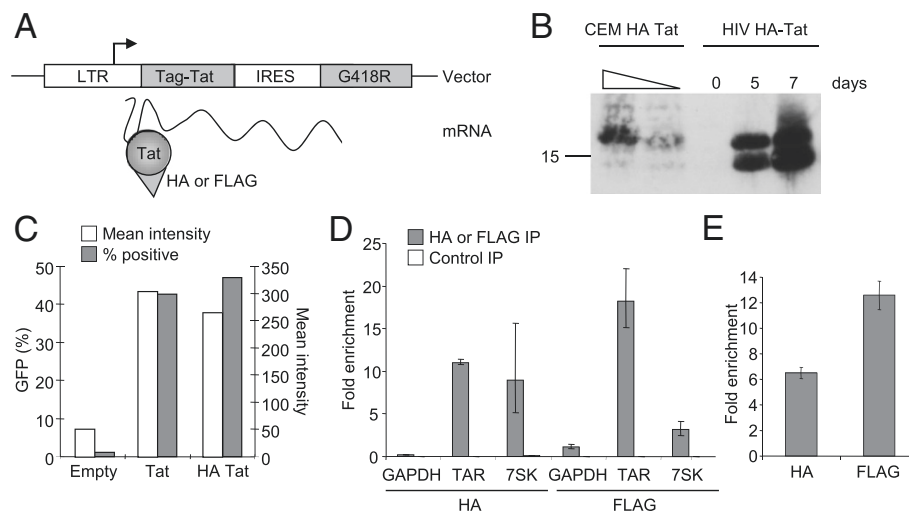 A
LTR
Tag-Tat
IRES
G418R
Vector
mRNA
Tat
HA or FLAG
B
CEM HA Tat
HIV HA-Tat
0 5 7 days
15
C
Mean intensity
% positive
50
40
30
20
10
0
GFP (%)
350
300
250
200
150
100
50
0
Mean intensity
Empty Tat HA Tat
D
HA or FLAG IP
Control IP
25
20
15
10
5
0
Fold enrichment
GAPDH TAR 7SK GAPDH TAR 7SK
HA FLAG
E
14
12
10
8
6
4
2
0
Fold enrichment
HA FLAG